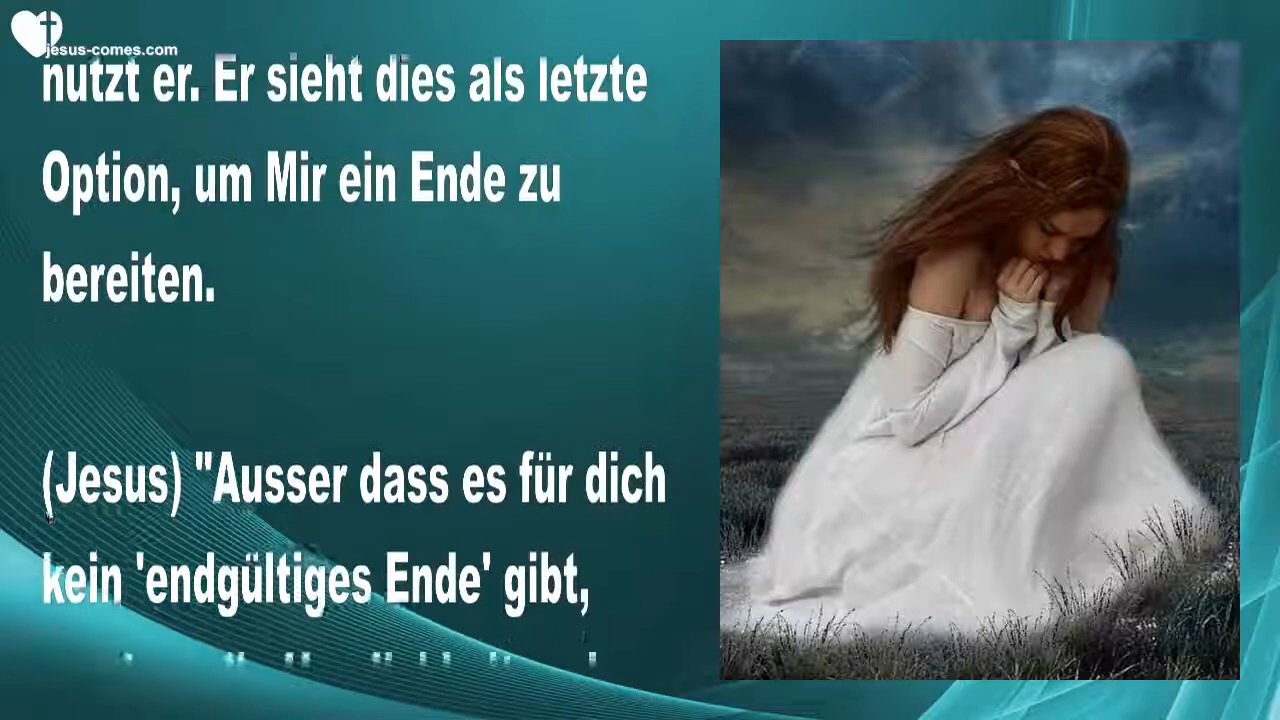 jesus-comes.com
nutzt er. Er sieht dies als letzte
Option, um Mir ein Ende zu
bereiten.
(Jesus) "Ausser dass es für dich
kein 'endgültiges Ende' gibt,